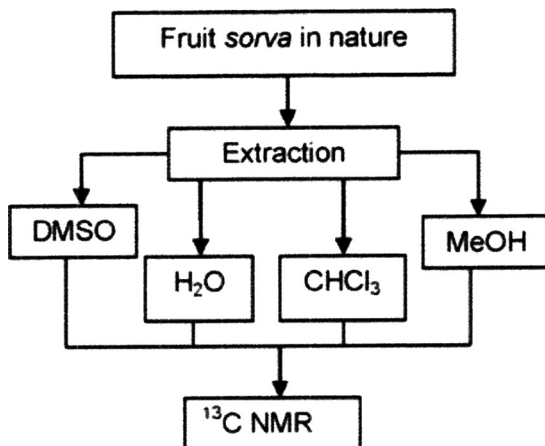 Fruit sorva in nature
Extraction
DMSO
H₂O
CHCl₃
MeOH
¹³C NMR